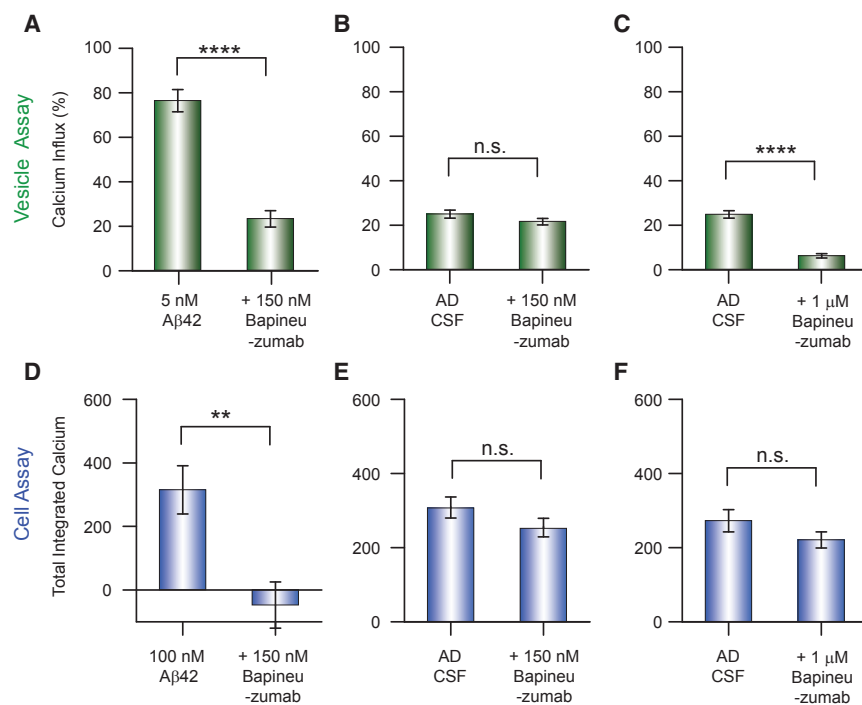 A
B
C
Vesicle Assay
Calcium Influx (%)
100
80
60
40
20
0
****
5 nM
Aβ42
+ 150 nM
Bapineu
-zumab
100
80
60
40
20
0
n.s.
AD
CSF
+ 150 nM
Bapineu
-zumab
100
80
60
40
20
0
****
AD
CSF
+ 1 μM
Bapineu
-zumab
D
E
F
Cell Assay
Total Integrated Calcium
600
400
200
0
**
100 nM
Aβ42
+ 150 nM
Bapineu
-zumab
600
400
200
0
n.s.
AD
CSF
+ 150 nM
Bapineu
-zumab
600
400
200
0
n.s.
AD
CSF
+ 1 μM
Bapineu
-zumab